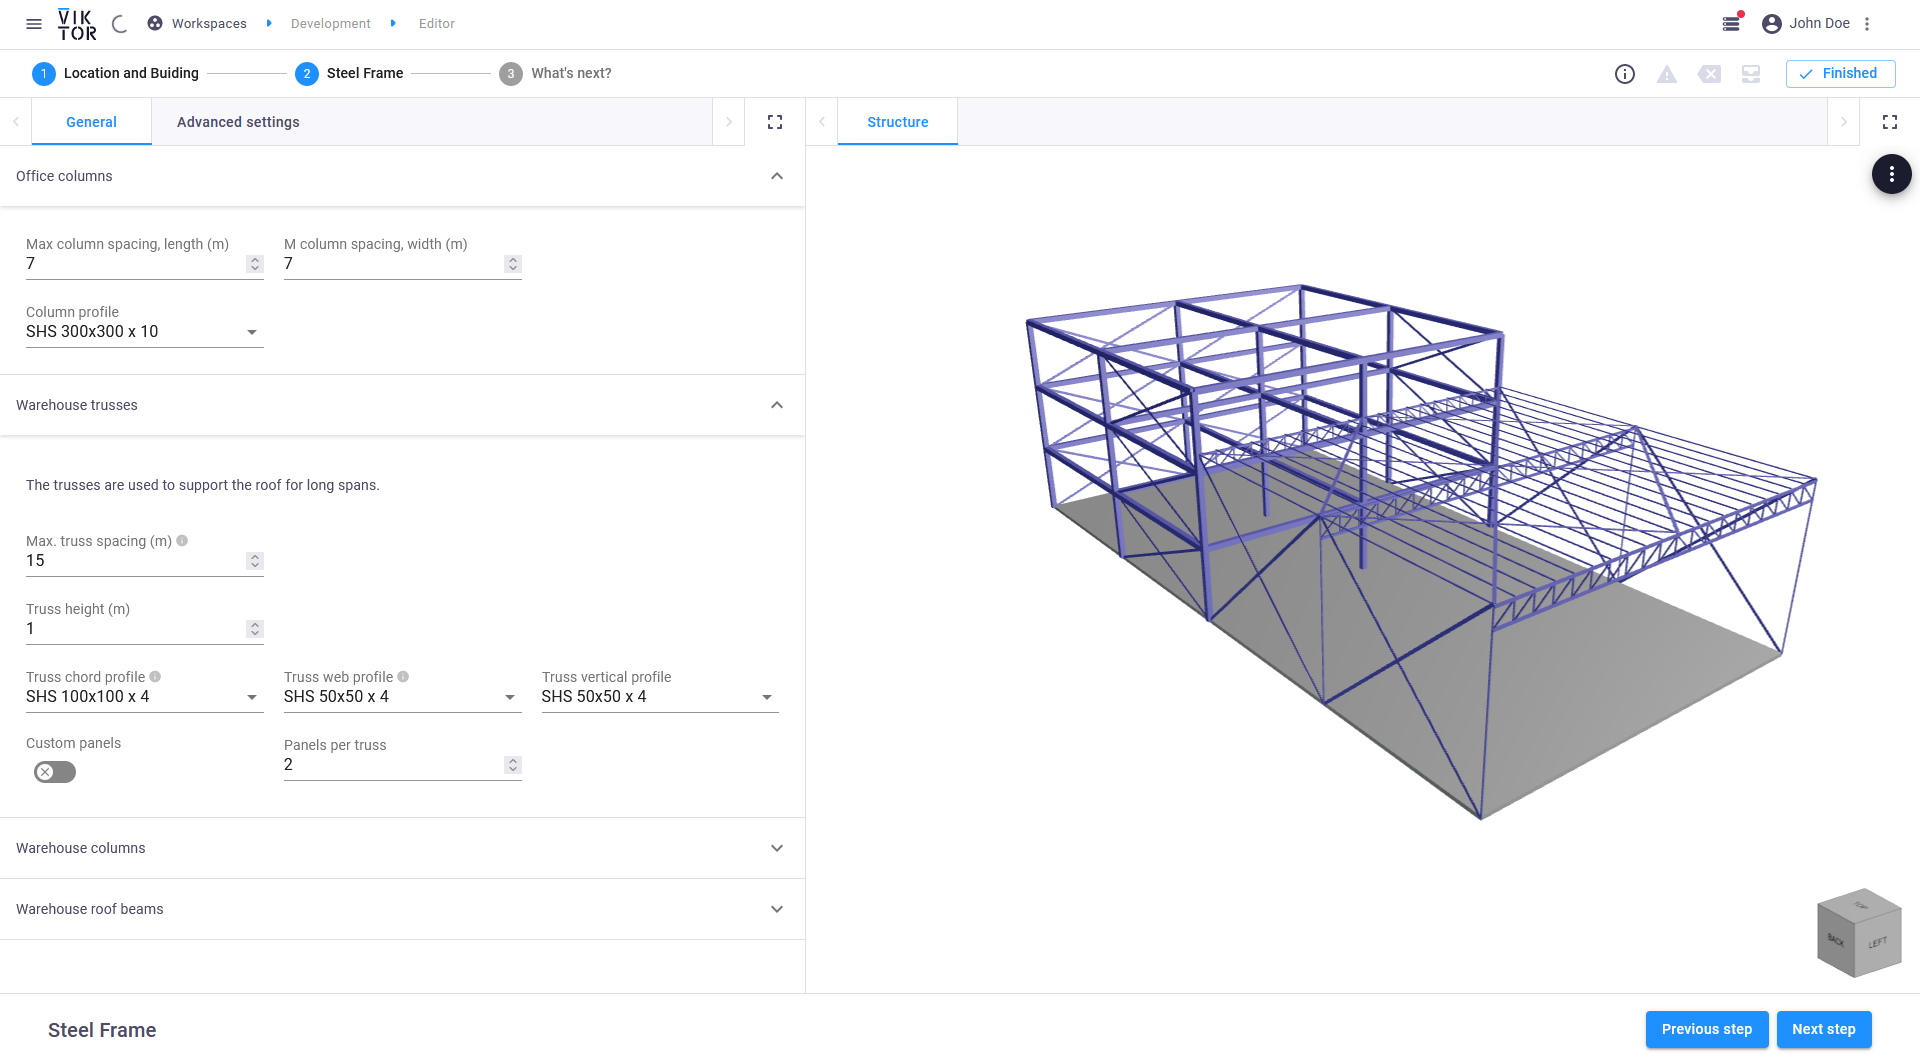 VIKTOR
Workspaces Development Editor
John Doe
1 Location and Buiding 2 Steel Frame 3 What's next?
Finished
General Advanced settings
Structure
Office columns
Max column spacing, length (m) M column spacing, width (m)
7 7
Column profile
SHS 300x300 x 10
Warehouse trusses
The trusses are used to support the roof for long spans.
Max. truss spacing (m)
15
Truss height (m)
1
Truss chord profile Truss web profile Truss vertical profile
SHS 100x100 x 4 SHS 50x50 x 4 SHS 50x50 x 4
Custom panels Panels per truss
2
Warehouse columns
Warehouse roof beams
TOP
BACK LEFT
Steel Frame
Previous step Next step